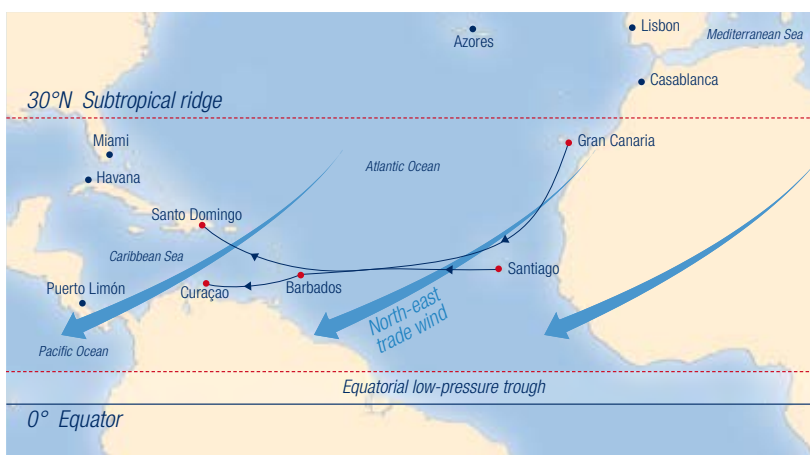 Lisbon
Mediterranean Sea
Azores
Casablanca
30°N Subtropical ridge
Miami
Gran Canaria
Atlantic Ocean
Havana
Santo Domingo
Caribbean Sea
Santiago
Puerto Limón
Curaçao
Barbados
North-east
trade wind
Pacific Ocean
Equatorial low-pressure trough
0° Equator